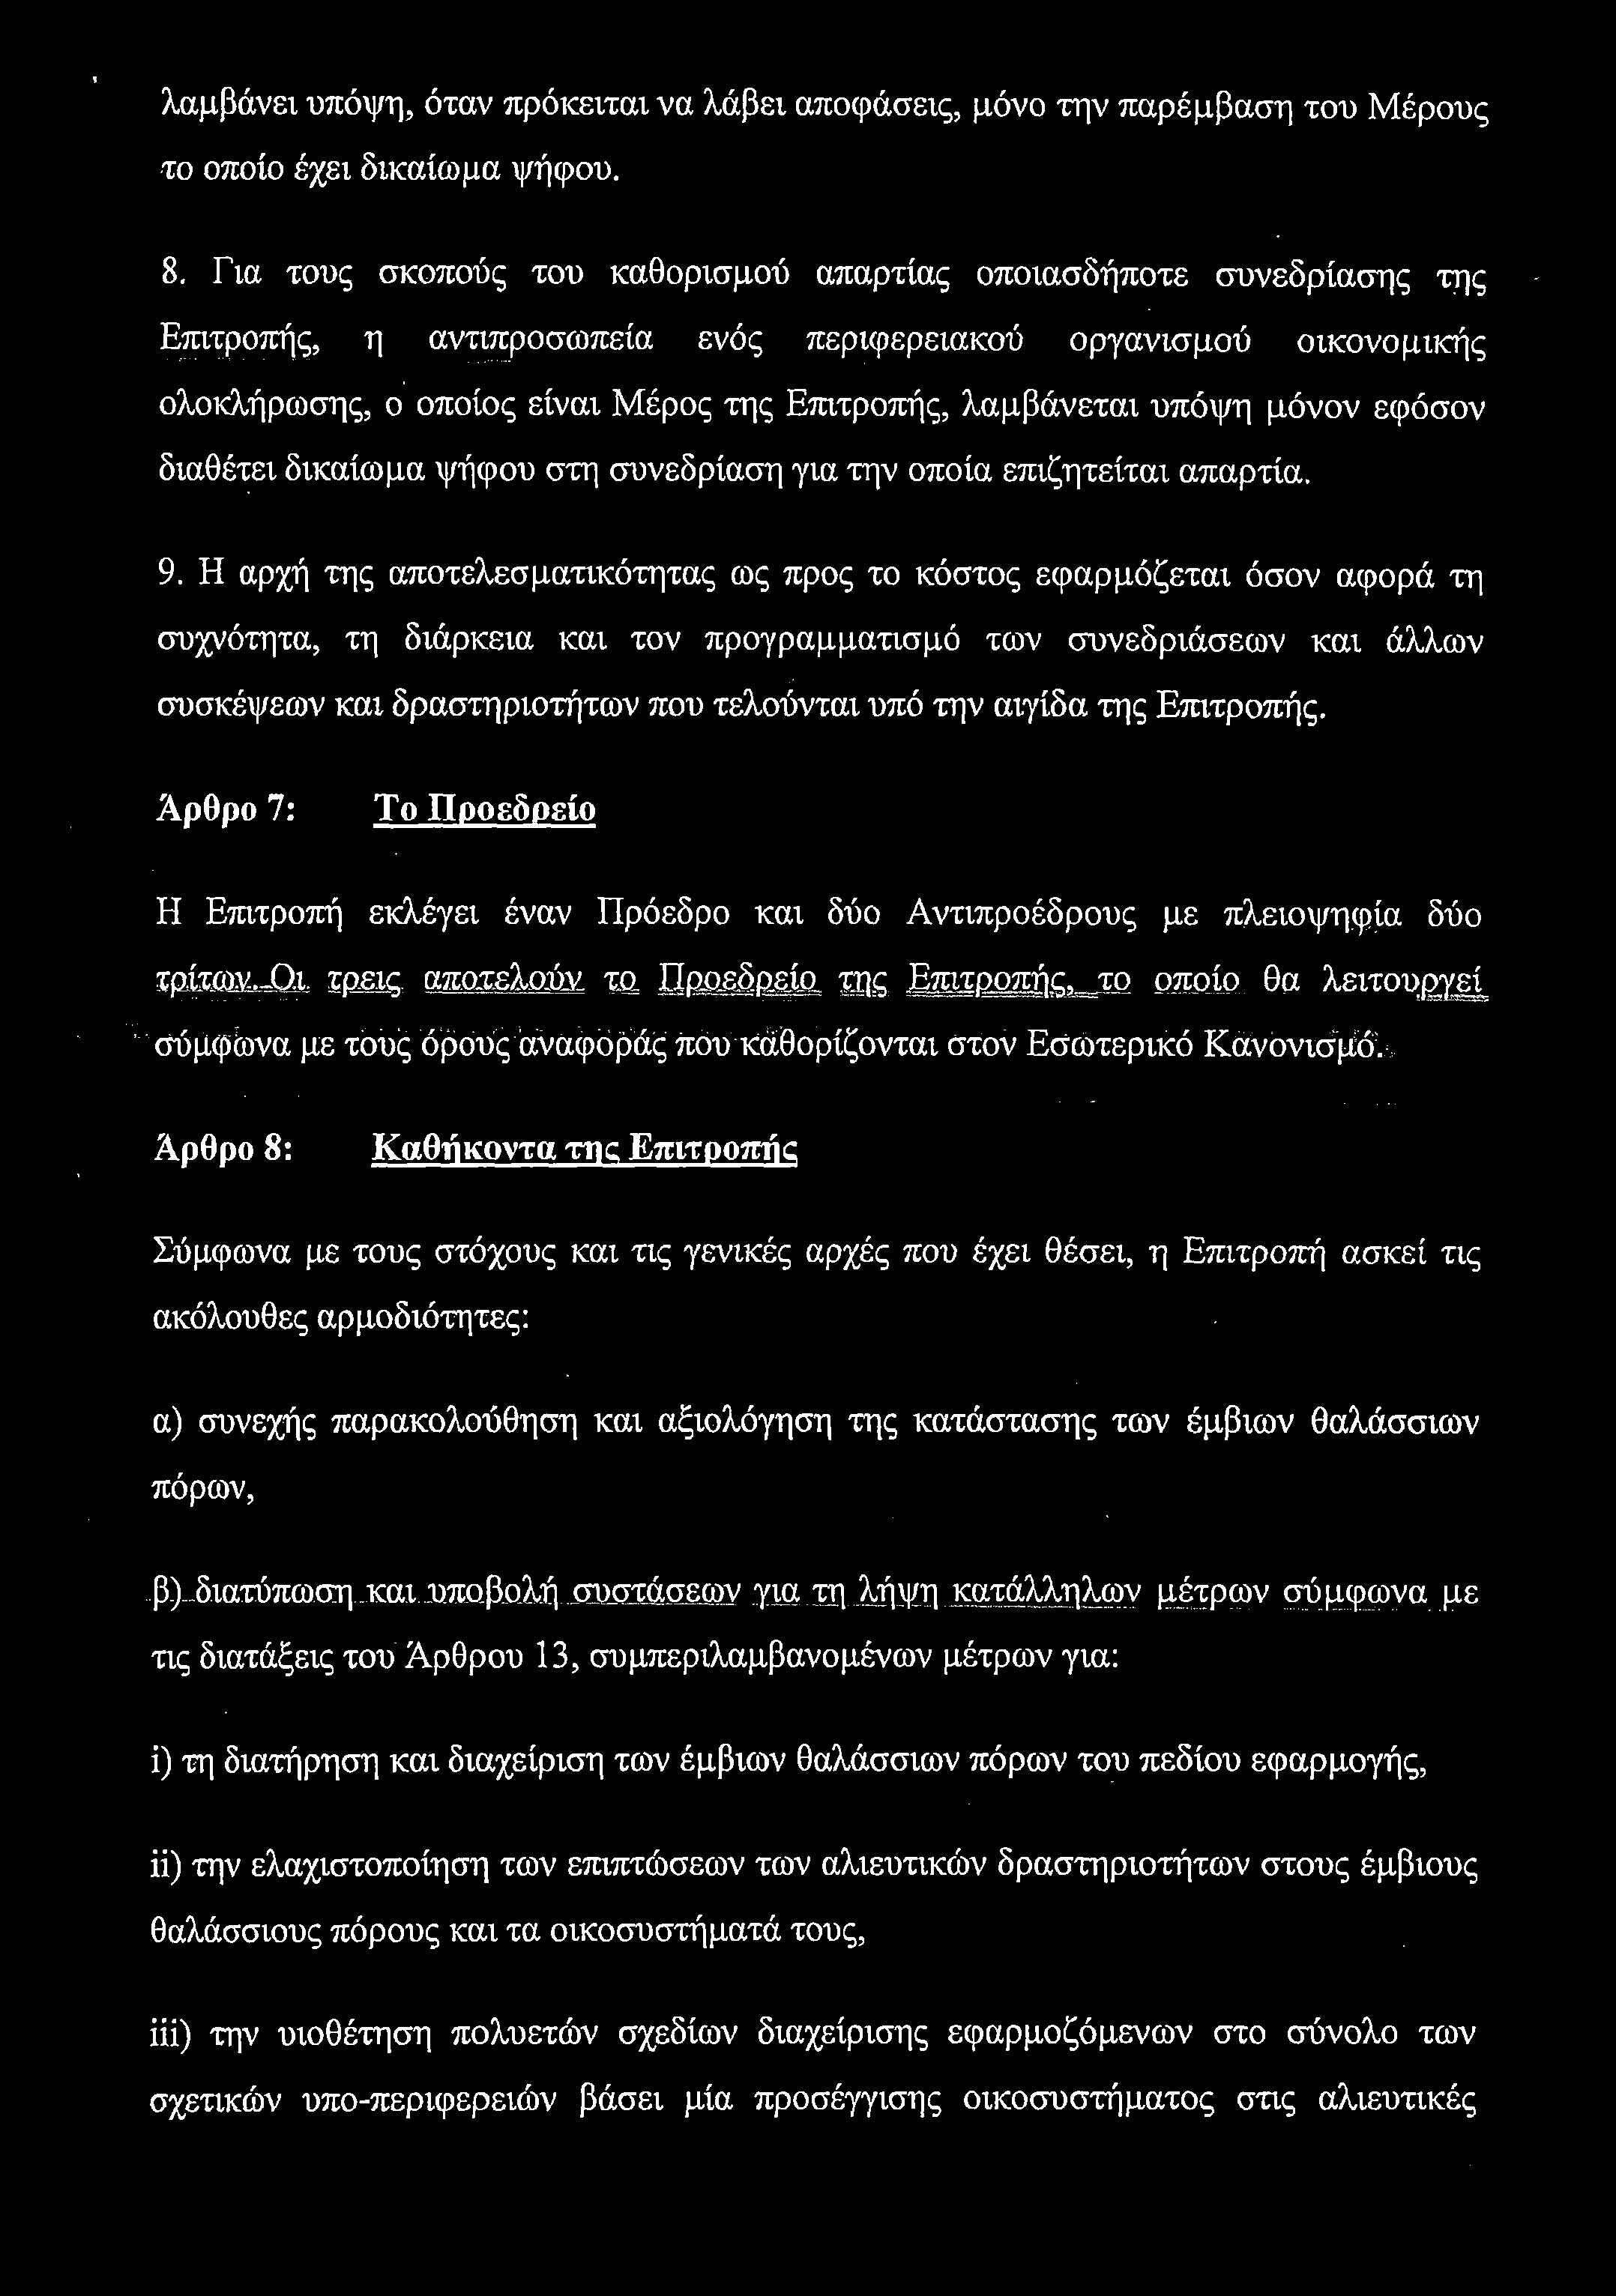 λαμβάνει υπόψη, όταν πρόκειται να λάβει αποφάσεις, μόνο την παρέμβαση του Μέρους
το οποίο έχει δικαίωμα ψήφου.
8. Για τους σκοπούς του καθορισμού απαρτίας οποιασδήποτε συνεδρίασης της
Επιτροπής, η αντιπροσωπεία ενός περιφερειακού οργανισμού οικονομικής
ολοκλήρωσης, ο οποίος είναι Μέρος της Επιτροπής, λαμβάνεται υπόψη μόνον εφόσον
διαθέτει δικαίωμα ψήφου στη συνεδρίαση για την οποία επιζητείται απαρτία.
9. Η αρχή της αποτελεσματικότητας ως προς το κόστος εφαρμόζεται όσον αφορά τη
συχνότητα, τη διάρκεια και τον προγραμματισμό των συνεδριάσεων και άλλων
συσκέψεων και δραστηριοτήτων που τελούνται υπό την αιγίδα της Επιτροπής.
Άρθρο 7: Το Προεδρείο
Η Επιτροπή εκλέγει έναν Πρόεδρο και δύο Αντιπροέδρους με πλειοψηφία δύο
τρίτων. Οι τρεις αποτελούν το Προεδρείο της Επιτροπής, το οποίο θα λειτουργεί
σύμφωνα με τους όρους αναφοράς που καθορίζονται στον Εσωτερικό Κανονισμό.
Άρθρο 8: Καθήκοντα της Επιτροπής
Σύμφωνα με τους στόχους και τις γενικές αρχές που έχει θέσει, η Επιτροπή ασκεί τις
ακόλουθες αρμοδιότητες:
α) συνεχής παρακολούθηση και αξιολόγηση της κατάστασης των έμβιων θαλάσσιων
πόρων,
β) διατύπωση και υποβολή συστάσεων για τη λήψη κατάλληλων μέτρων σύμφωνα με
τις διατάξεις του Άρθρου 13, συμπεριλαμβανομένων μέτρων για:
i) τη διατήρηση και διαχείριση των έμβιων θαλάσσιων πόρων του πεδίου εφαρμογής,
ii) την ελαχιστοποίηση των επιπτώσεων των αλιευτικών δραστηριοτήτων στους έμβιους
θαλάσσιους πόρους και τα οικοσυστήματά τους,
iii) την υιοθέτηση πολυετών σχεδίων διαχείρισης εφαρμοζόμενων στο σύνολο των
σχετικών υπο-περιφερειών βάσει μία προσέγγισης οικοσυστήματος στις αλιευτικές